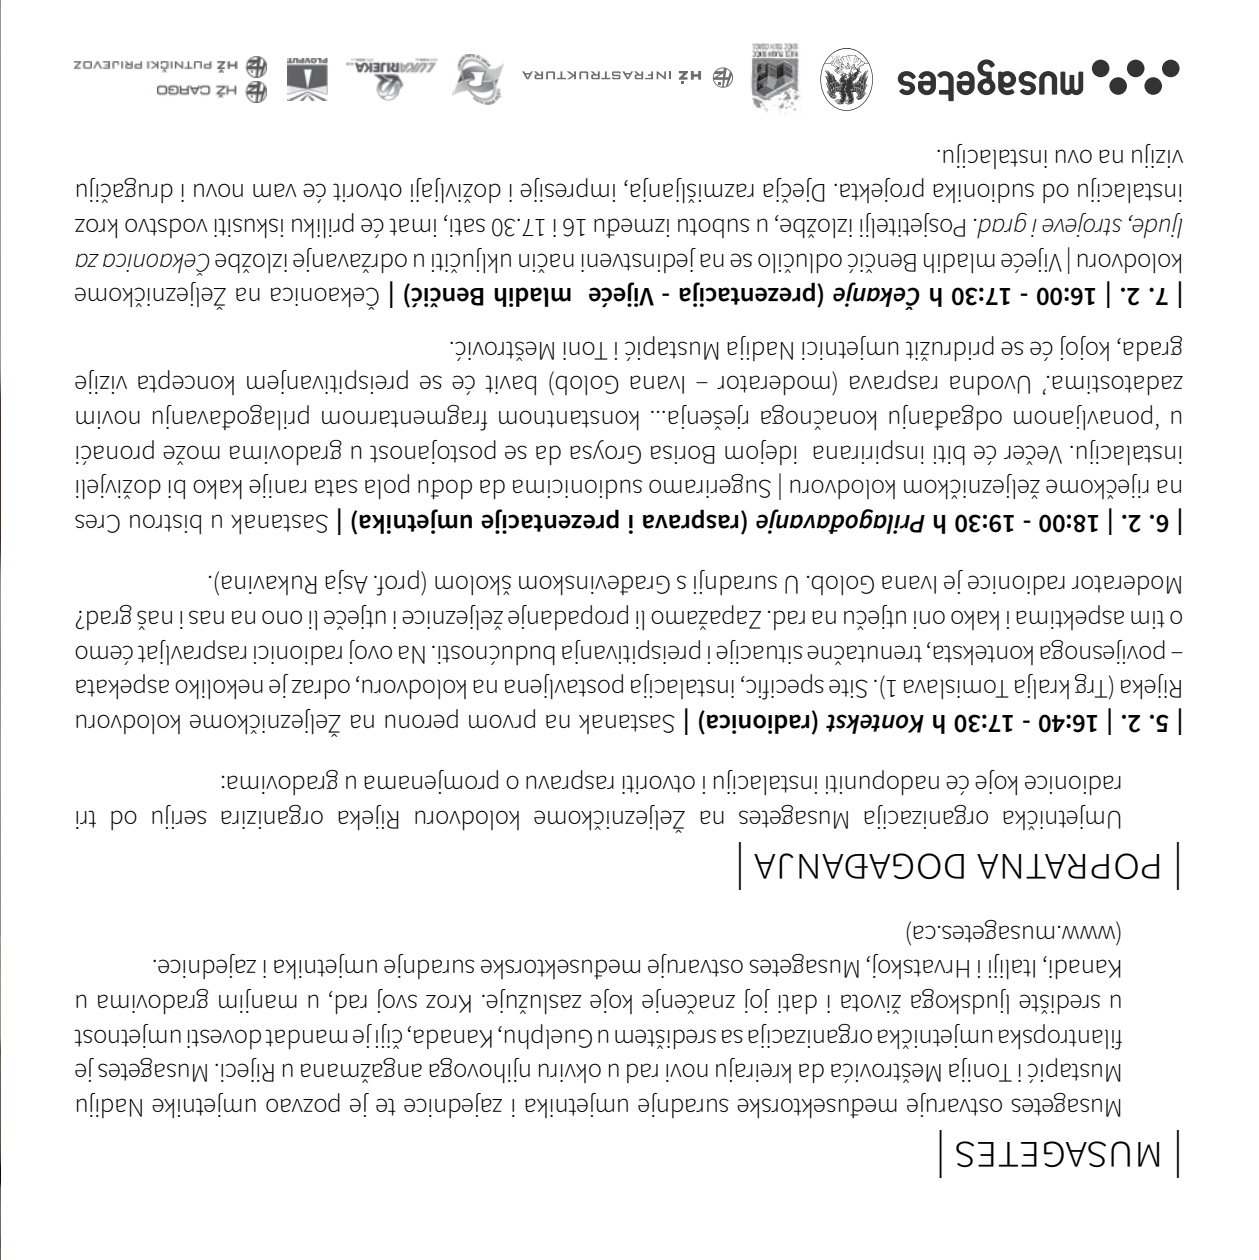 | MUSAGETES |
Musagetes ostvaruje međusektorske suradnje umjetnika i zajednice te je pozvao umjetnike Nadiju
Mustapić i Tonija Meštrovića da kreiraju novi rad u okviru njihovoga angažmana u Rijeci. Musagetes je
filantropska umjetnička organizacija sa središtem u Guelphu, Kanada, čiji je mandat dovesti umjetnost
u središte ljudskoga života i dati joj značenje koje zaslužuje. Kroz svoj rad, u manjim gradovima u
Kanadi, Italiji i Hrvatskoj, Musagetes ostvaruje međusektorske suradnje umjetnika i zajednice.
(www.musagetes.ca)
| POPRATNA DOGAĐANJA |
Umjetnička organizacija Musagetes na Željezničkome kolodvoru Rijeka organizira seriju od tri
radionice koje će nadopuniti instalaciju i otvoriti raspravu o promjenama u gradovima:
| 5. 2. | 16:40 - 17:30 h Kontekst (radionica) | Sastanak na prvom peronu na Željezničkome kolodvoru
Rijeka (Trg kralja Tomislava 1). Site specific, instalacija postavljena na kolodvoru, odraz je nekoliko aspekata
– povijesnoga konteksta, trenutačne situacije i preispitivanja budućnosti. Na ovoj radionici raspravljat ćemo
o tim aspektima i kako oni utječu na rad. Zapažamo li propadanje željeznice i utječe li ono na nas i naš grad?
Moderator radionice je Ivana Golob. U suradnji s Građevinskom školom (prof. Asja Rukavina).
| 6. 2. | 18:00 - 19:30 h Prilagođavanje (rasprava i prezentacije umjetnika) | Sastanak u bistrou Cres
na riječkome željezničkom kolodvoru | Sugeriramo sudionicima da dođu pola sata ranije kako bi doživjeli
instalaciju. Večer će biti inspirirana idejom Borisa Groysa da se postojanost u gradovima može pronaći
u ‚ponavljanom odgađanju konačnoga rješenja... konstantnom fragmentarnom prilagođavanju novim
zadatostima.’ Uvodna rasprava (moderator – Ivana Golob) bavit će se preispitivanjem koncepta vizije
grada, kojoj će se pridružit umjetnici Nadija Mustapić i Toni Meštrović.
| 7. 2. | 16:00 - 17:30 h Čekanje (prezentacija - Vijeće mladih Benčić) | Čekaonica na Željezničkome
kolodvoru | Vijeće mladih Benčić odlučilo se na jedinstveni način uključiti u održavanje izložbe Čekaonica za
ljude, strojeve i grad. Posjetitelji izložbe, u subotu između 16 i 17.30 sati, imat će priliku iskusiti vodstvo kroz
instalaciju od sudionika projekta. Dječja razmišljanja, impresije i doživljaji otvorit će vam novu i drugačiju
viziju na ovu instalaciju.
musagetes
HŽ INFRASTRUKTURA
LUKARIJEKA
PLOVPUT
HŽ CARGO
HŽ PUTNIČKI PRIJEVOZ